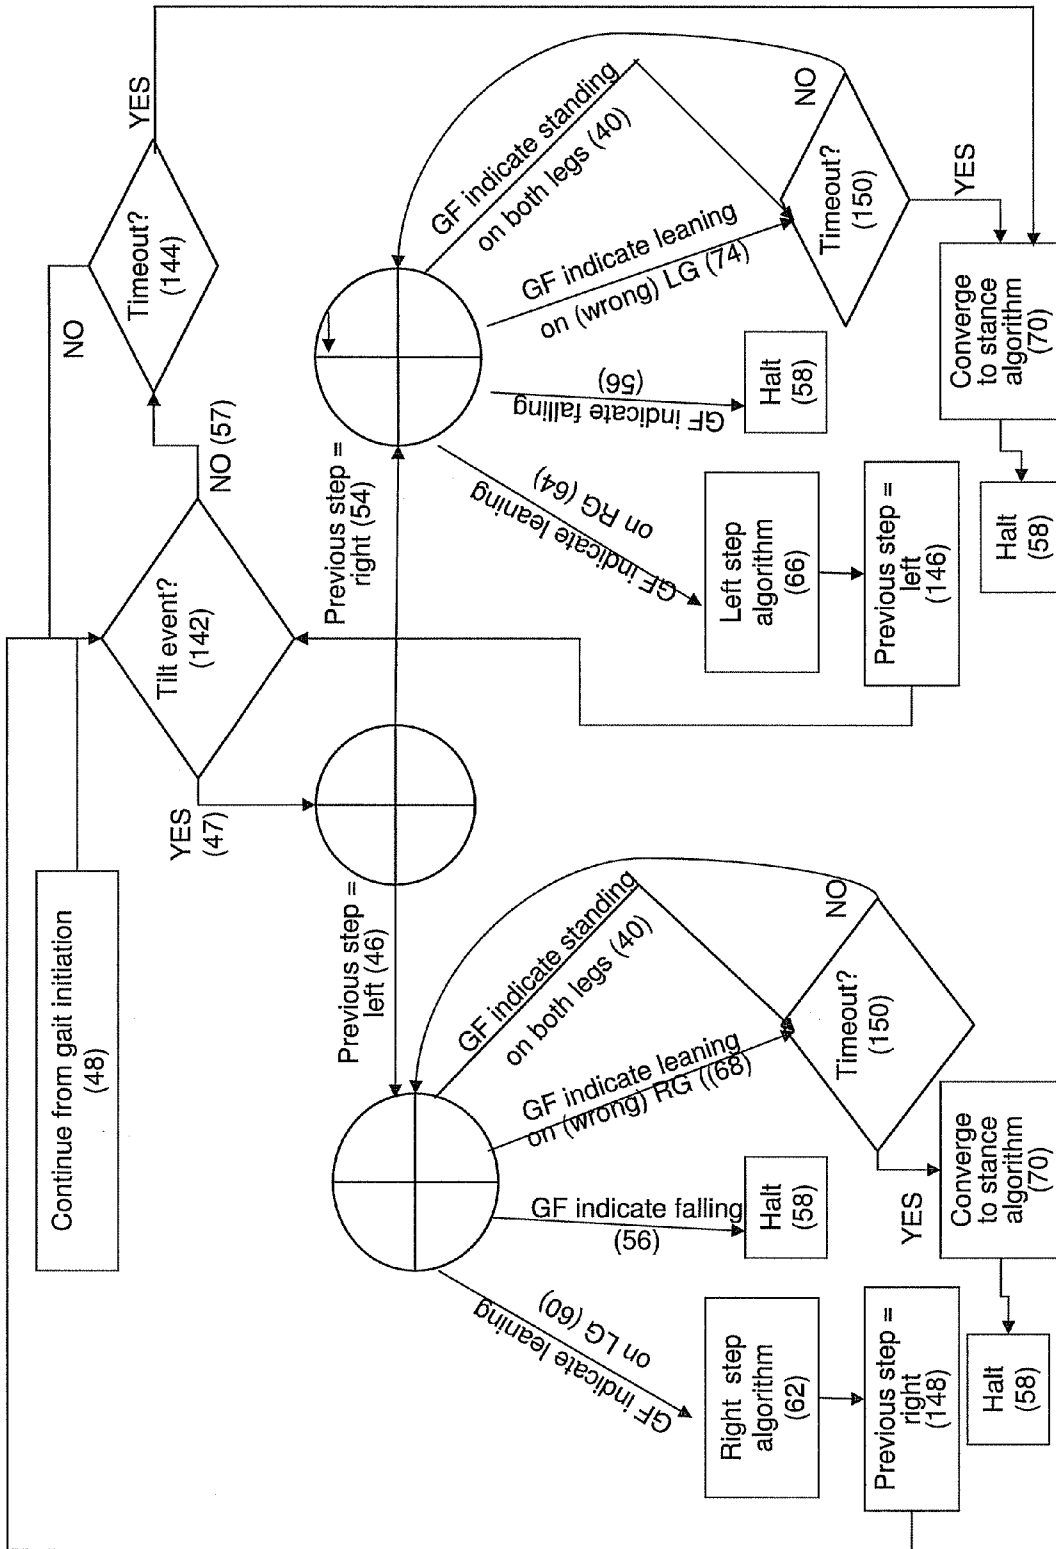 Continue from gait initiation
(48)
Tilt event?
(142)
YES
(47)
NO (57)
Timeout?
(144)
NO
YES
Previous step =
left (46)
Previous step =
right (54)
GF indicate leaning
on LG (60)
GF indicate falling
(56)
GF indicate leaning
on (wrong) RG ((68)
GF indicate standing
on both legs (40)
Right step
algorithm
(62)
Previous step =
right
(148)
Halt
(58)
Timeout?
(150)
NO
YES
Converge
to stance
algorithm
(70)
Halt
(58)
GF indicate leaning
on RG (64)
GF indicate falling
(56)
GF indicate leaning
on (wrong) LG (74)
GF indicate standing
on both legs (40)
Left step
algorithm
(66)
Previous step =
left
(146)
Halt
(58)
Timeout?
(150)
NO
YES
Converge
to stance
algorithm
(70)
Halt
(58)